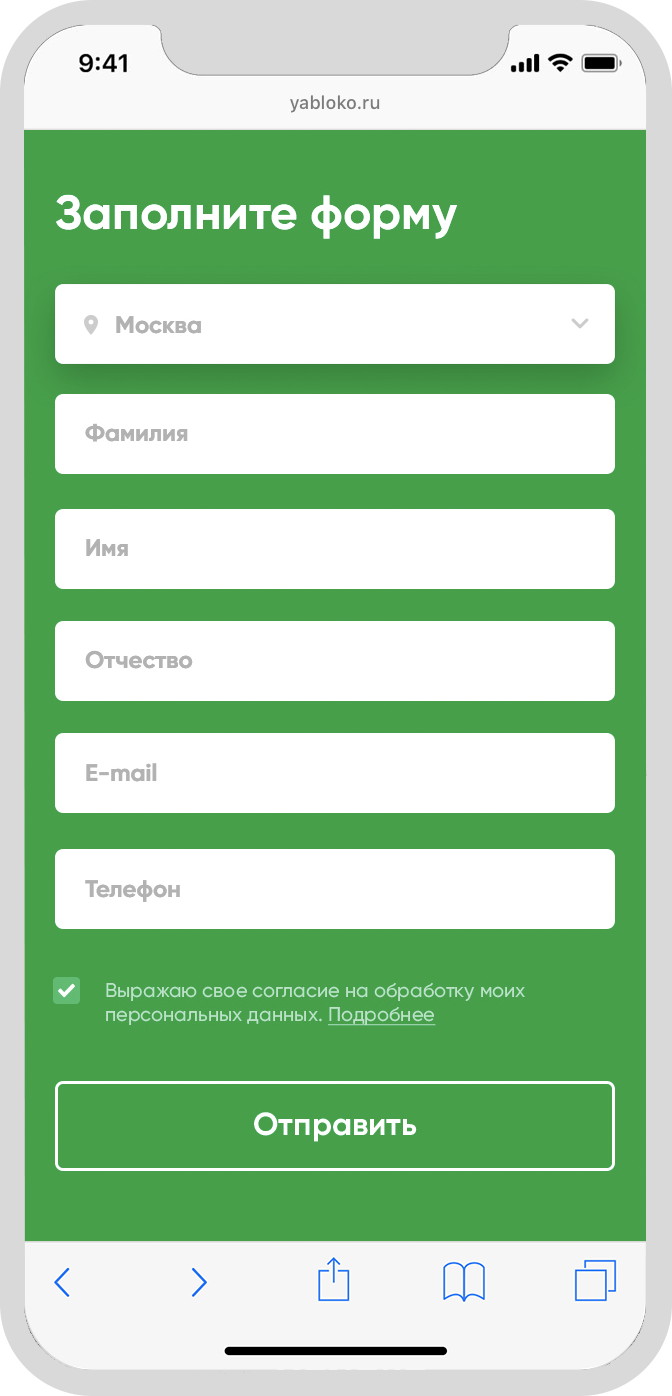 9:41
yabloko.ru
Заполните форму
Москва
Фамилия
Имя
Отчество
E-mail
Телефон
Выражаю свое согласие на обработку моих
персональных данных. Подробнее
Отправить